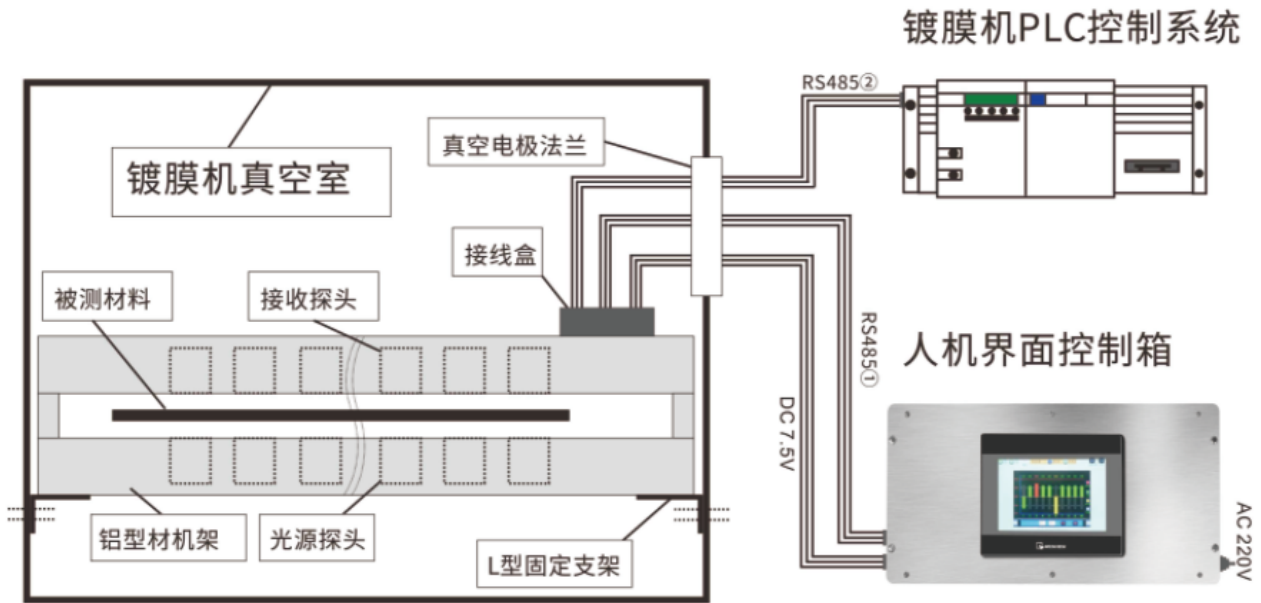 镀膜机PLC控制系统
RS485②
真空电极法兰
镀膜机真空室
接线盒
被测材料
接收探头
RS485①
人机界面控制箱
DC 7.5V
AC 220V
铝型材机架
光源探头
L型固定支架